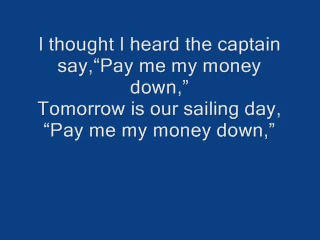 I thought I heard the captain
say,“Pay me my money
down,”
Tomorrow is our sailing day,
“Pay me my money down,”